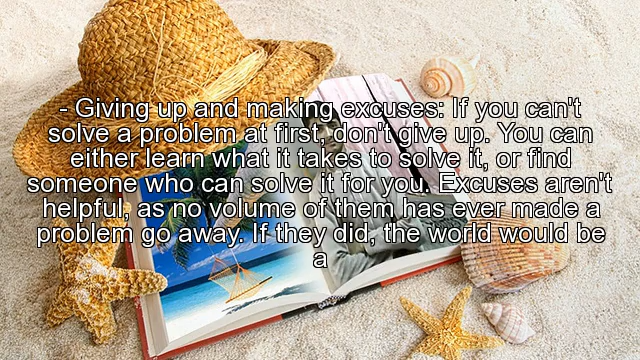 - Giving up and making excuses: If you can't
solve a problem at first, don't give up. You can
either learn what it takes to solve it, or find
someone who can solve it for you. Excuses aren't
helpful, as no volume of them has ever made a
problem go away. If they did, the world would be
a